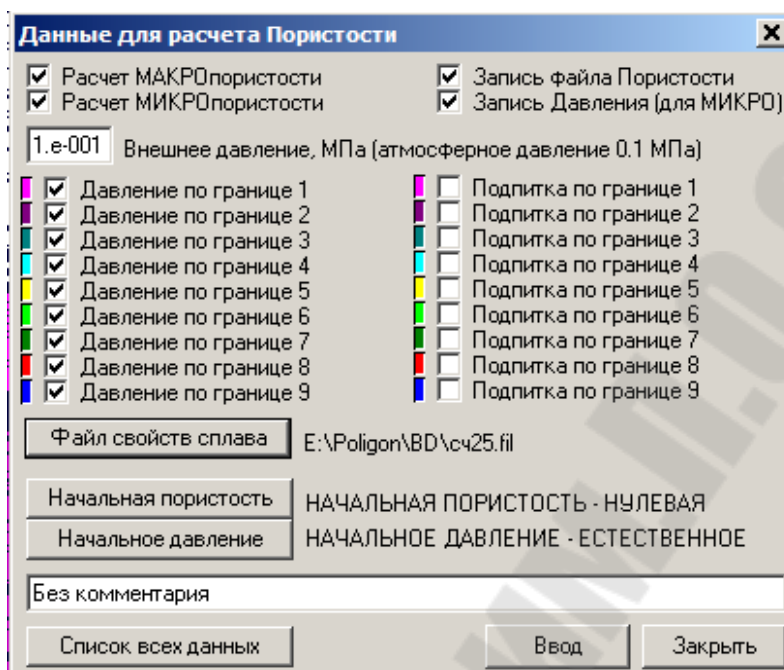 Данные для расчета Пористости
Расчет МАКРОпористости
Запись файла Пористости
Расчет МИКРОпористости
Запись Давления (для МИКРО)
1.e-001 Внешнее давление, МПа (атмосферное давление 0.1 МПа)
Давление по границе 1
Подпитка по границе 1
Давление по границе 2
Подпитка по границе 2
Давление по границе 3
Подпитка по границе 3
Давление по границе 4
Подпитка по границе 4
Давление по границе 5
Подпитка по границе 5
Давление по границе 6
Подпитка по границе 6
Давление по границе 7
Подпитка по границе 7
Давление по границе 8
Подпитка по границе 8
Давление по границе 9
Подпитка по границе 9
Файл свойств сплава E:\Poligon\BD\сч25.fil
Начальная пористость НАЧАЛЬНАЯ ПОРИСТОСТЬ - НУЛЕВАЯ
Начальное давление НАЧАЛЬНОЕ ДАВЛЕНИЕ - ЕСТЕСТВЕННОЕ
Без комментария
Список всех данных Ввод Закрыть